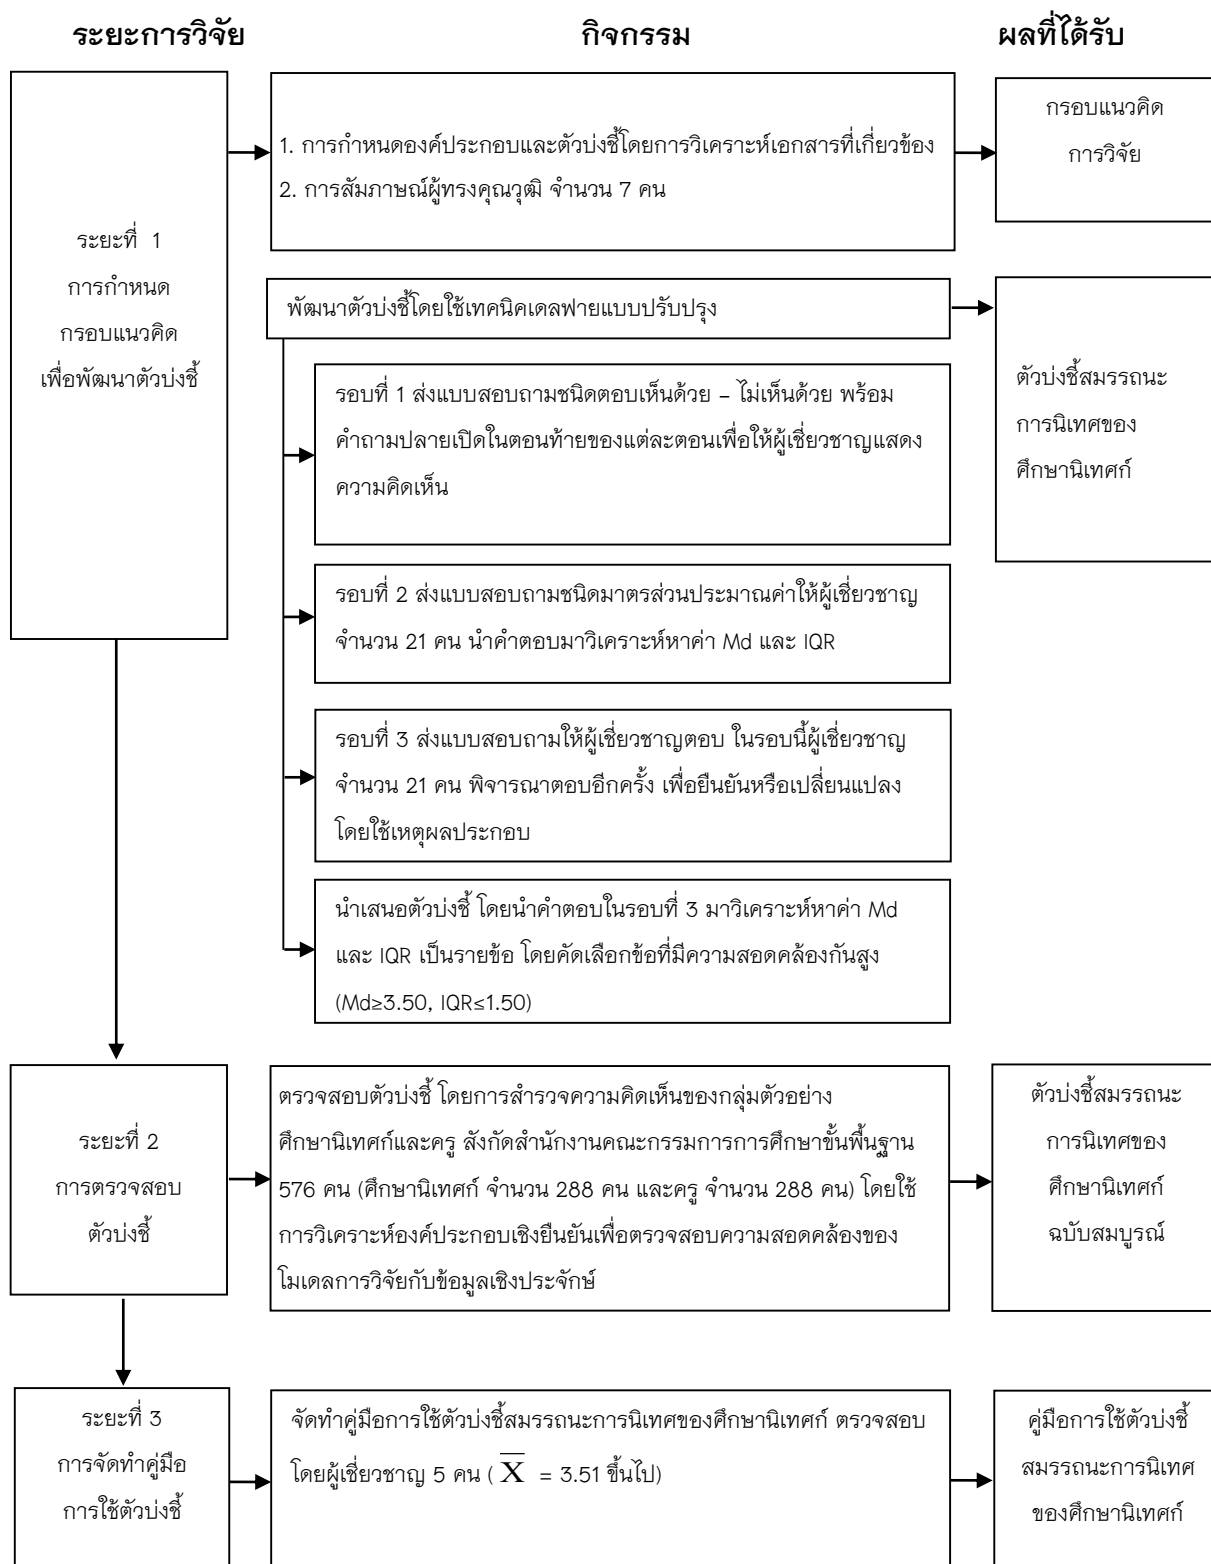 ระยะการวิจัย
กิจกรรม
ผลที่ได้รับ
ระยะที่ 1
การกำหนด
กรอบแนวคิด
เพื่อพัฒนาตัวบ่งชี้
1. การกำหนดองค์ประกอบและตัวบ่งชี้โดยการวิเคราะห์เอกสารที่เกี่ยวข้อง
2. การสัมภาษณ์ผู้ทรงคุณวุฒิ จำนวน 7 คน
กรอบแนวคิด
การวิจัย
พัฒนาตัวบ่งชี้โดยใช้เทคนิคเดลฟายแบบปรับปรุง
รอบที่ 1 ส่งแบบสอบถามชนิดตอบเห็นด้วย – ไม่เห็นด้วย พร้อม
คำถามปลายเปิดในตอนท้ายของแต่ละตอนเพื่อให้ผู้เชี่ยวชาญแสดง
ความคิดเห็น
รอบที่ 2 ส่งแบบสอบถามชนิดมาตรส่วนประมาณค่าให้ผู้เชี่ยวชาญ
จำนวน 21 คน นำคำตอบมาวิเคราะห์หาค่า Md และ IQR
รอบที่ 3 ส่งแบบสอบถามให้ผู้เชี่ยวชาญตอบ ในรอบนี้ผู้เชี่ยวชาญ
จำนวน 21 คน พิจารณาตอบอีกครั้ง เพื่อยืนยันหรือเปลี่ยนแปลง
โดยใช้เหตุผลประกอบ
นำเสนอตัวบ่งชี้ โดยนำคำตอบในรอบที่ 3 มาวิเคราะห์หาค่า Md
และ IQR เป็นรายข้อ โดยคัดเลือกข้อที่มีความสอดคล้องกันสูง
(Md≥3.50, IQR≤1.50)
ตัวบ่งชี้สมรรถนะ
การนิเทศของ
ศึกษานิเทศก์
ระยะที่ 2
การตรวจสอบ
ตัวบ่งชี้
ตรวจสอบตัวบ่งชี้ โดยการสำรวจความคิดเห็นของกลุ่มตัวอย่าง
ศึกษานิเทศก์และครู สังกัดสำนักงานคณะกรรมการการศึกษาขั้นพื้นฐาน
576 คน (ศึกษานิเทศก์ จำนวน 288 คน และครู จำนวน 288 คน) โดยใช้
การวิเคราะห์องค์ประกอบเชิงยืนยันเพื่อตรวจสอบความสอดคล้องของ
โมเดลการวิจัยกับข้อมูลเชิงประจักษ์
ตัวบ่งชี้สมรรถนะ
การนิเทศของ
ศึกษานิเทศก์
ฉบับสมบูรณ์
ระยะที่ 3
การจัดทำคู่มือ
การใช้ตัวบ่งชี้
จัดทำคู่มือการใช้ตัวบ่งชี้สมรรถนะการนิเทศของศึกษานิเทศก์ ตรวจสอบ
โดยผู้เชี่ยวชาญ 5 คน ( X̅ = 3.51 ขึ้นไป)
คู่มือการใช้ตัวบ่งชี้
สมรรถนะการนิเทศ
ของศึกษานิเทศก์